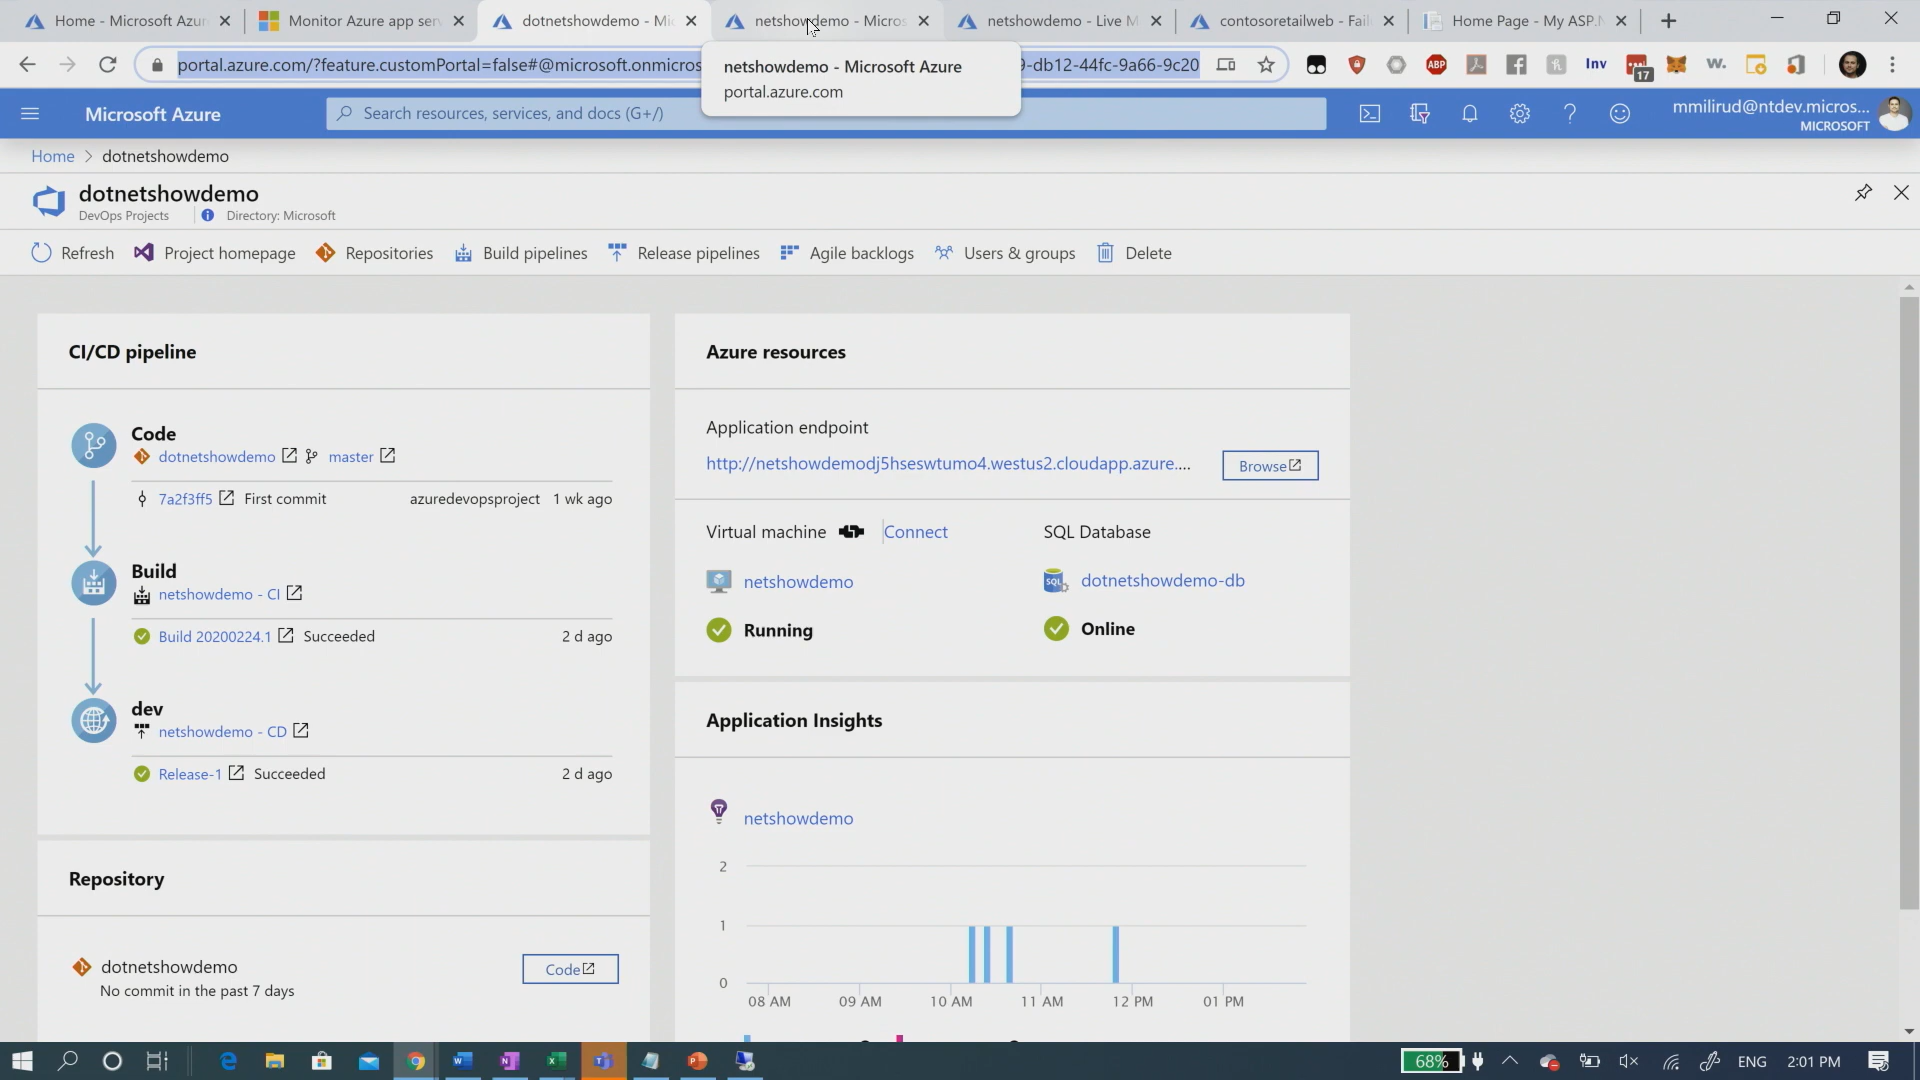 Home - Microsoft Azur
Monitor Azure app serv
dotnetshowdemo - Mic
netshowdemo - Micros
netshowdemo - Live M
contosoretailweb - Fail
Home Page - My ASP.N
portal.azure.com/?feature.customPortal=false#@microsoft.onmicros
9-db12-44fc-9a66-9c20
ABP
Inv
17
w.
netshowdemo - Microsoft Azure
portal.azure.com
Microsoft Azure
Search resources, services, and docs (G+/)
mmilirud@ntdev.micros...
MICROSOFT
Home > dotnetshowdemo
dotnetshowdemo
DevOps Projects
Directory: Microsoft
Refresh
Project homepage
Repositories
Build pipelines
Release pipelines
Agile backlogs
Users & groups
Delete
CI/CD pipeline
Code
dotnetshowdemo
master
7a2f3ff5
First commit
azuredevopsproject
1 wk ago
Build
netshowdemo - CI
Build 20200224.1
Succeeded
2 d ago
dev
netshowdemo - CD
Release-1
Succeeded
2 d ago
Repository
dotnetshowdemo
No commit in the past 7 days
Code
Azure resources
Application endpoint
http://netshowdemodj5hseswtumo4.westus2.cloudapp.azure....
Browse
Virtual machine
Connect
netshowdemo
Running
SQL Database
SQL
dotnetshowdemo-db
Online
Application Insights
netshowdemo
2
1
0
08 AM
09 AM
10 AM
11 AM
12 PM
01 PM
68%
ENG
2:01 PM